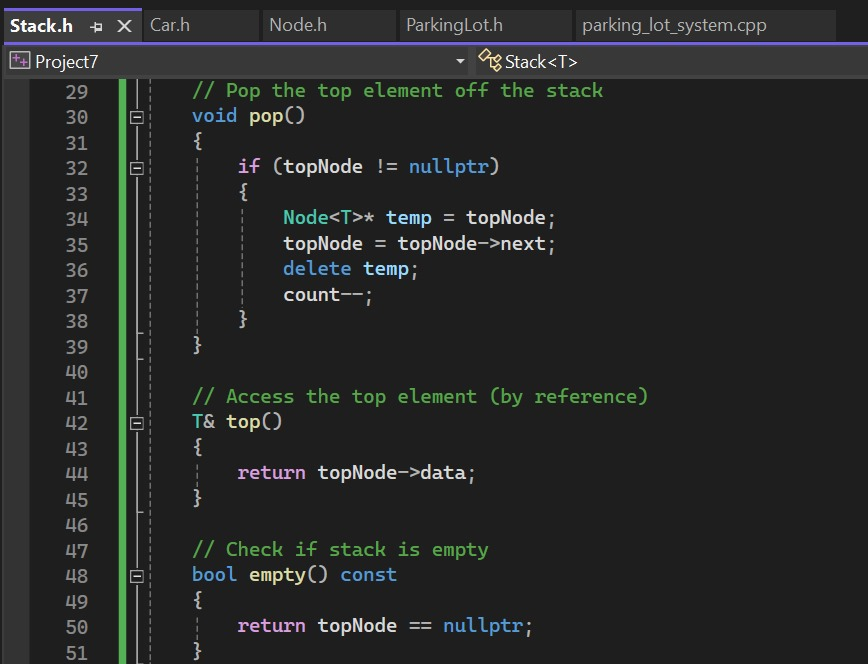 Stack.h Car.h Node.h ParkingLot.h parking_lot_system.cpp
Project7 Stack<T>
29 // Pop the top element off the stack
30 void pop()
31 {
32 if (topNode != nullptr)
33 {
34 Node<T>* temp = topNode;
35 topNode = topNode->next;
36 delete temp;
37 count--;
38 }
39 }
40
41 // Access the top element (by reference)
42 T& top()
43 {
44 return topNode->data;
45 }
46
47 // Check if stack is empty
48 bool empty() const
49 {
50 return topNode == nullptr;
51 }